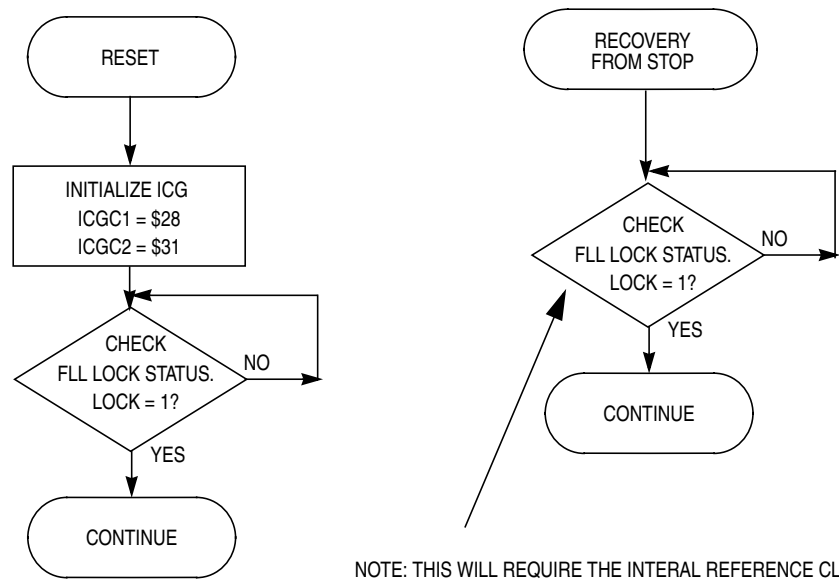 RESET
INITIALIZE ICG
ICGC1 = $28
ICGC2 = $31
CHECK
FLL LOCK STATUS.
LOCK = 1?
NO
YES
CONTINUE
RECOVERY
FROM STOP
CHECK
FLL LOCK STATUS.
LOCK = 1?
NO
YES
CONTINUE
NOTE: THIS WILL REQUIRE THE INTERAL REFERENCE CL